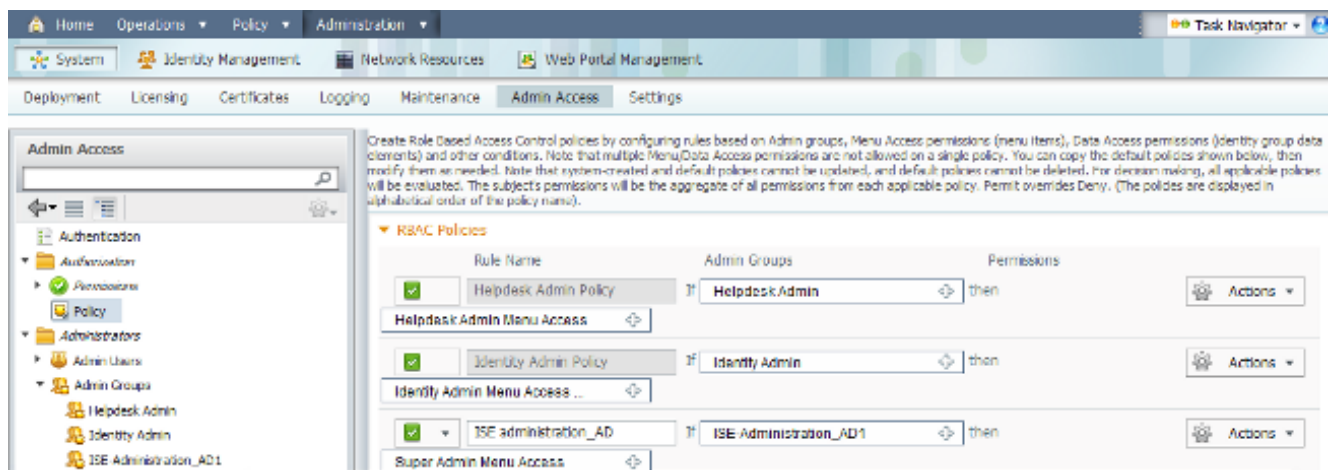 Home Operations Policy Administration Task Navigator
System Identity Management Network Resources Web Portal Management
Deployment Licensing Certificates Logging Maintenance Admin Access Settings
Admin Access
Create Role Based Access Control policies by configuring rules based on Admin groups, Menu Access permissions (menu items), Data Access permissions (identity group data
elements) and other conditions. Note that multiple Menu/Data Access permissions are not allowed on a single policy. You can copy the default policies shown below, then
modify them as needed. Note that system-created and default policies cannot be updated, and default policies cannot be deleted. For decision making, all applicable policies
will be evaluated. The subject's permissions will be the aggregate of all permissions from each applicable policy. Permit overrides Deny. (The policies are displayed in
alphabetical order of the policy name).
Authentication
Authorization
Permissions
Policy
Administrators
Admin Users
Admin Groups
Helpdesk Admin
Identity Admin
ISE-Administration_AD1
RBAC Policies
Rule Name Admin Groups Permissions
Helpdesk Admin Policy If Helpdesk Admin then Actions
Helpdesk Admin Menu Access
Identity Admin Policy If Identity Admin then Actions
Identity Admin Menu Access ...
ISE administration_AD If ISE-Administration_AD1 then Actions
Super Admin Menu Access